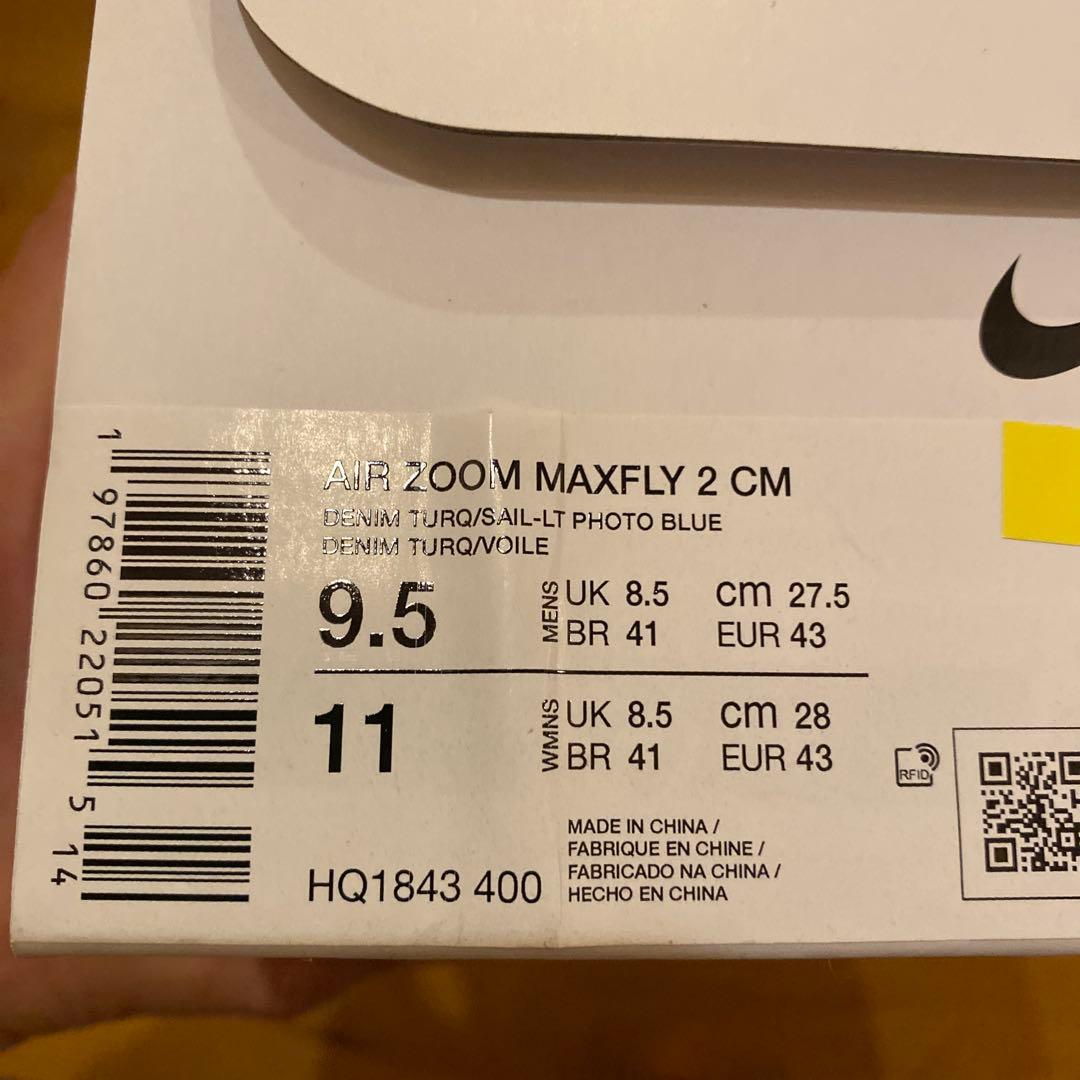 AIR ZOOM MAXFLY 2 CM
DENIM TURQ/SAIL-LT PHOTO BLUE
DENIM TURQ/VOILE
9.5
MENS
UK 8.5 CM 27.5
BR 41 EUR 43
11
WMNS
UK 8.5 CM 28
BR 41 EUR 43
RFID
MADE IN CHINA /
FABRIQUE EN CHINE /
FABRICADO NA CHINA /
HECHO EN CHINA
HQ1843 400
1 97860 22051 5 14